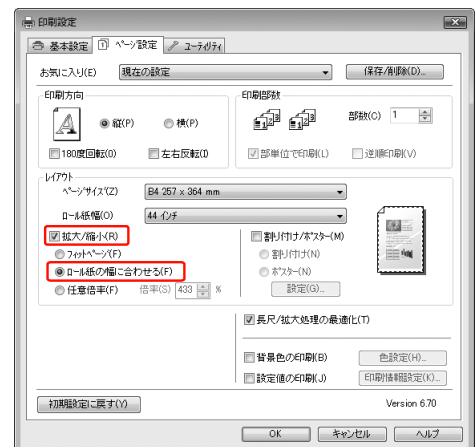 印刷設定
基本設定 ページ設定 ユーティリティ
お気に入り(E) 現在の設定 保存/削除(D)...
印刷方向
A 縦(P) 横(P)
180度回転(0) 左右反転(I)
印刷部数
部数(C) 1
部単位で印刷(L) 逆順印刷(V)
レイアウト
ページサイズ(Z) B4 257 x 364 mm
ロール紙幅(O) 44 インチ
拡大/縮小(R)
フィットページ(F)
ロール紙の幅に合わせる(F)
任意倍率(F) 倍率(S) 433 %
割り付け/ポスター(M)
割り付け(N)
ポスター(N)
設定(G)...
長尺/拡大処理の最適化(T)
背景色の印刷(B) 色設定(H)...
設定値の印刷(J) 印刷情報設定(K)...
初期設定に戻す(Y) Version 6.70
OK キャンセル ヘルプ